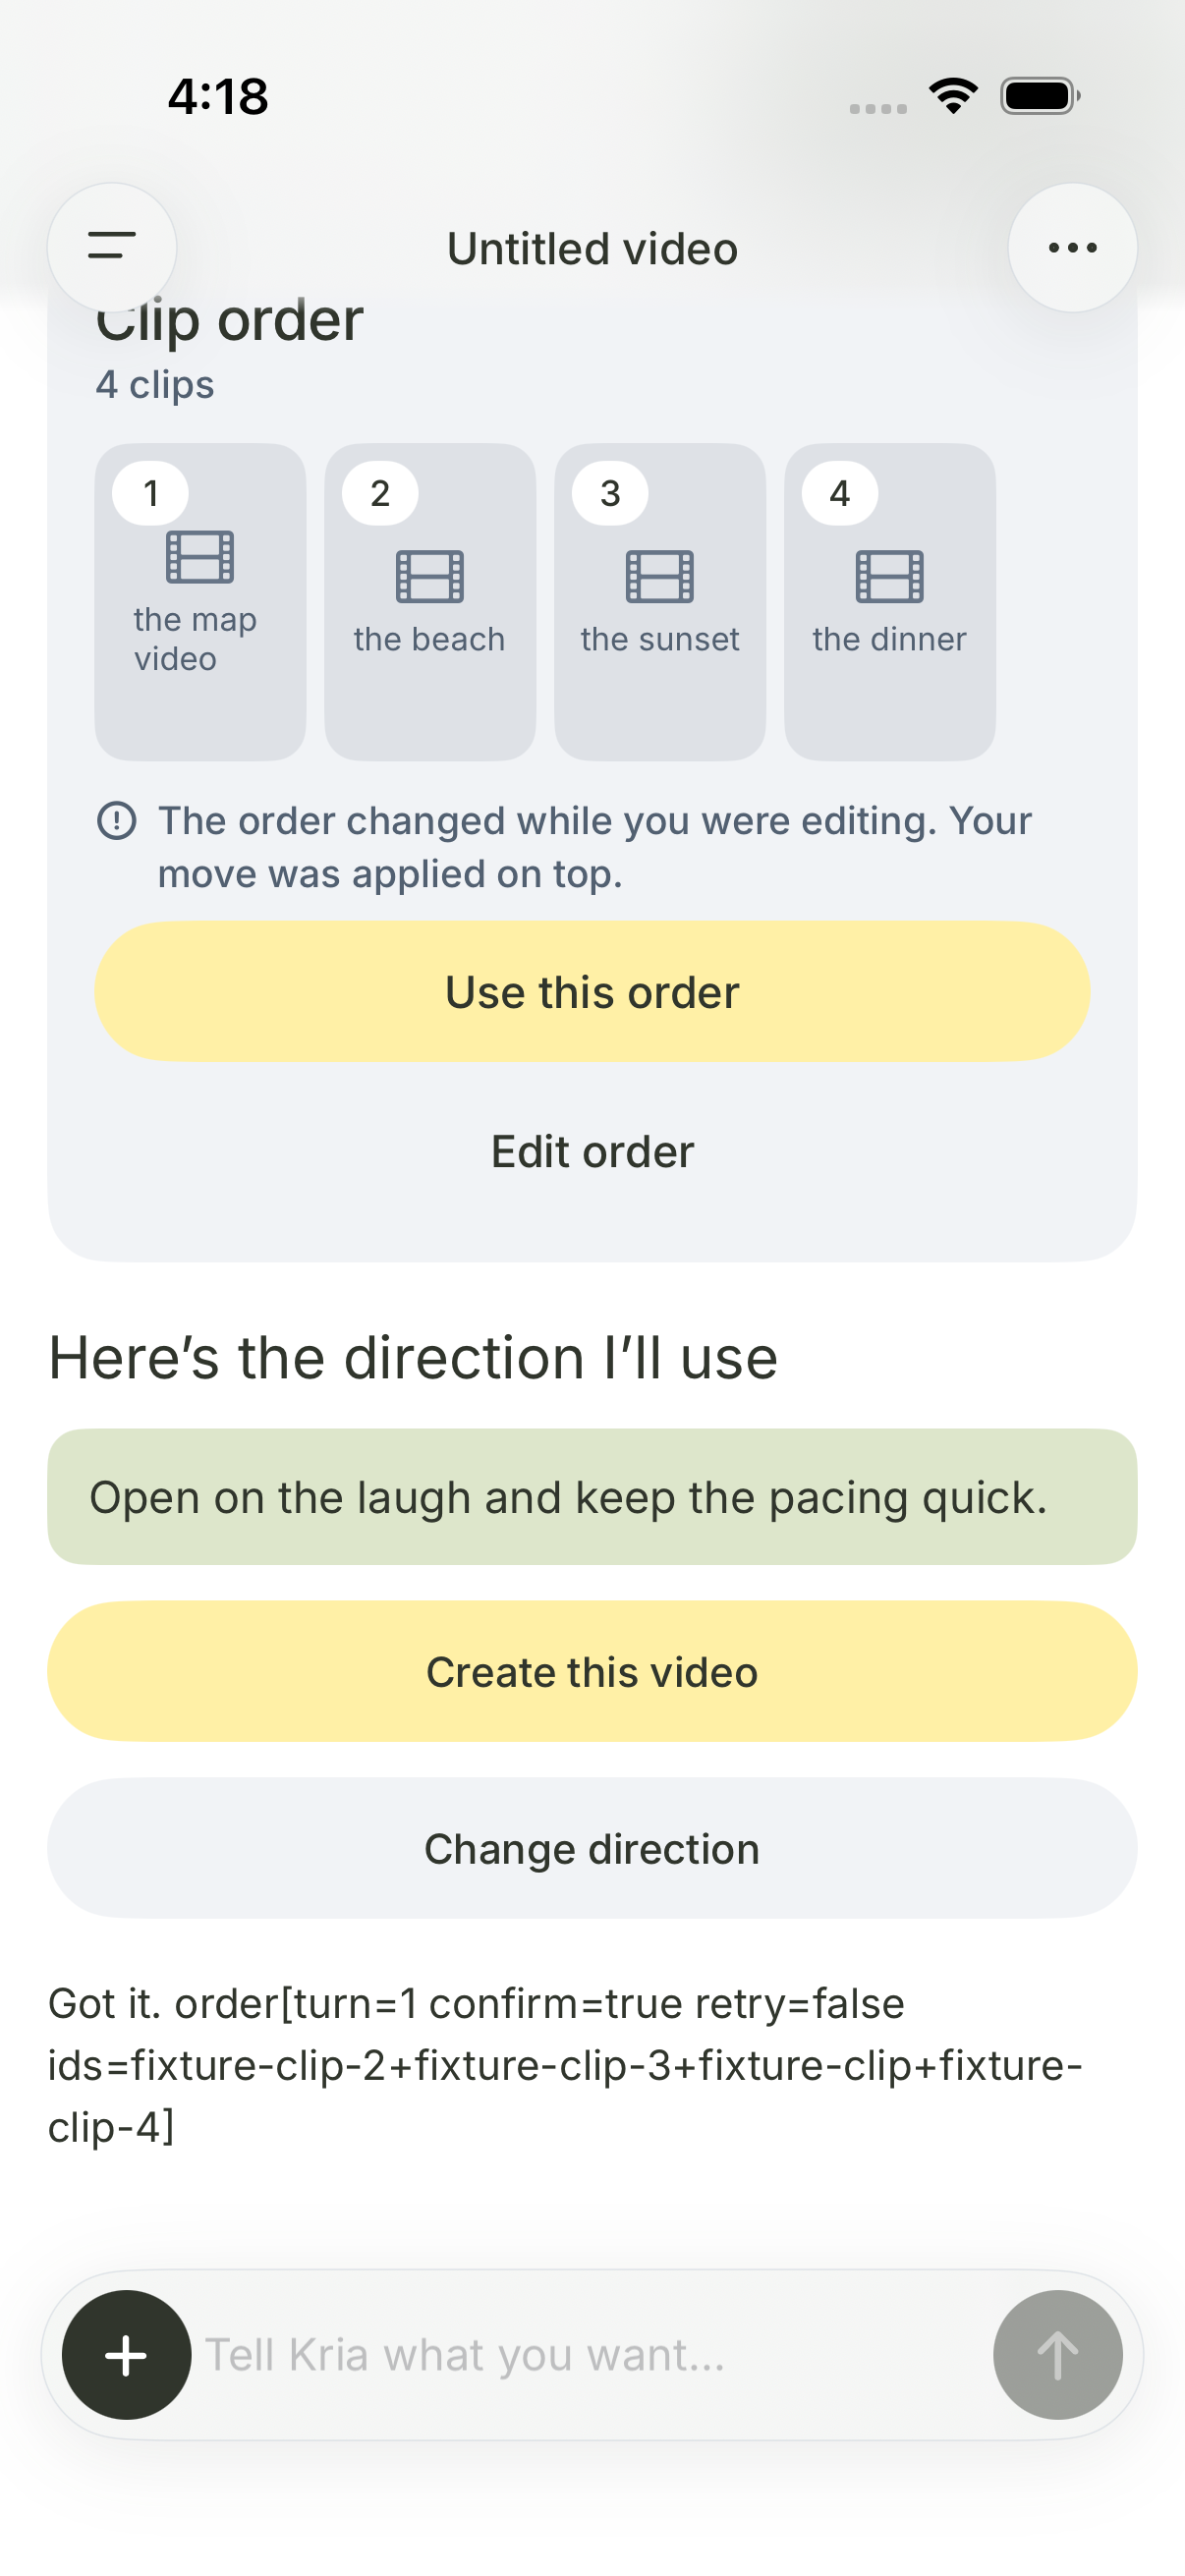 4:18
Untitled video
Clip order
4 clips
1
2
3
4
the map
video
the beach
the sunset
the dinner
The order changed while you were editing. Your
move was applied on top.
Use this order
Edit order
Here’s the direction I’ll use
Open on the laugh and keep the pacing quick.
Create this video
Change direction
Got it. order[turn=1 confirm=true retry=false
ids=fixture-clip-2+fixture-clip-3+fixture-clip+fixture-
clip-4]
Tell Kria what you want...